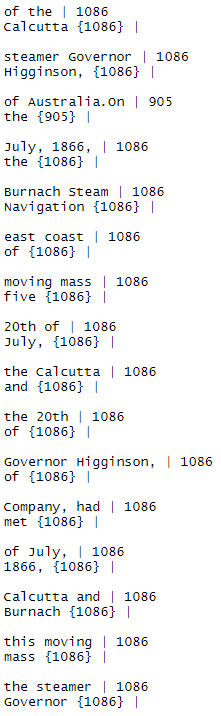 of the | 1086
Calcutta {1086} |
steamer Governor | 1086
Higginson, {1086} |
of Australia.On | 905
the {905} |
July, 1866, | 1086
the {1086} |
Burnach Steam | 1086
Navigation {1086} |
east coast | 1086
of {1086} |
moving mass | 1086
five {1086} |
20th of | 1086
July, {1086} |
the Calcutta | 1086
and {1086} |
the 20th | 1086
of {1086} |
Governor Higginson, | 1086
of {1086} |
Company, had | 1086
met {1086} |
of July, | 1086
1866, {1086} |
Calcutta and | 1086
Burnach {1086} |
this moving | 1086
mass {1086} |
the steamer | 1086
Governor {1086} |